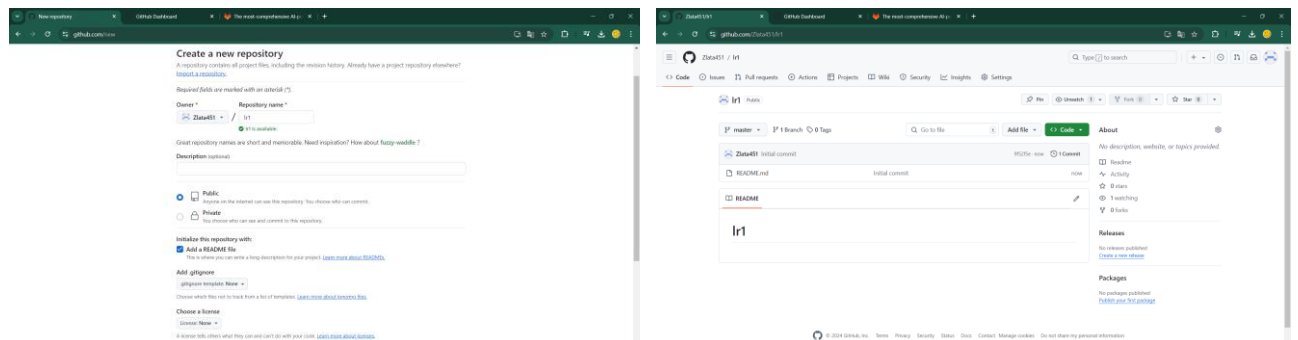 New repository
GitHub Dashboard
The most-comprehensive AI-p
github.com/new
Create a new repository
A repository contains all project files, including the revision history. Already have a project repository elsewhere?
Import a repository.
Required fields are marked with an asterisk (*).
Owner * Repository name *
Zlata451 / lr1
lr1 is available.
Great repository names are short and memorable. Need inspiration? How about fuzzy-waddle ?
Description (optional)
Public
Anyone on the internet can see this repository. You choose who can commit.
Private
You choose who can see and commit to this repository.
Initialize this repository with:
Add a README file
This is where you can write a long description for your project. Learn more about READMEs.
Add .gitignore
.gitignore template: None
Choose which files not to track from a list of templates. Learn more about ignoring files.
Choose a license
License: None
A license tells others what they can and can't do with your code. Learn more about licenses.
Zlata451/lr1
GitHub Dashboard
The most-comprehensive AI-p
github.com/Zlata451/lr1
Zlata451 / lr1
Type / to search
Code Issues Pull requests Actions Projects Wiki Security Insights Settings
lr1 Public
Pin Unwatch 1 Fork 0 Star 0
master 1 Branch 0 Tags
Go to file t Add file Code
Zlata451 Initial commit
now 1 Commit
README.md Initial commit now
README
lr1
About
No description, website, or topics provided.
Readme
Activity
0 stars
1 watching
0 forks
Releases
No releases published
Create a new release
Packages
No packages published
Publish your first package
© 2024 GitHub, Inc. Terms Privacy Security Status Docs Contact Manage cookies Do not share my personal information